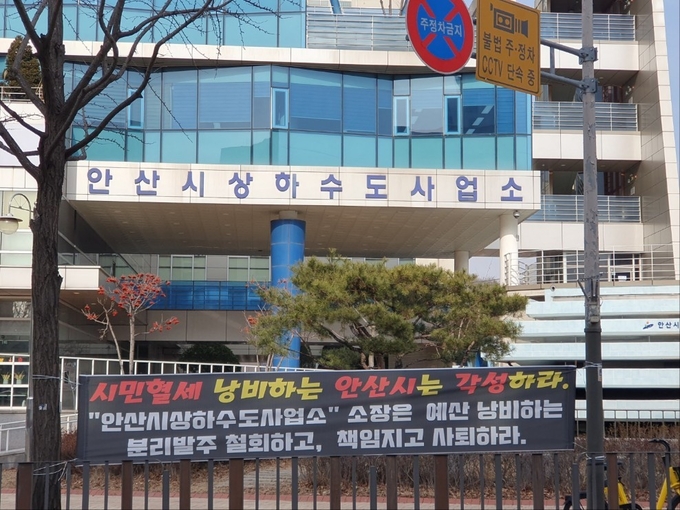 주정차금지
불법 주·정차
CCTV 단속중
안산시상하수도사업소
안산시
시민혈세 낭비하는 안산시는 각성하라.
"안산시상하수도사업소" 소장은 예산 낭비하는
분리발주 철회하고, 책임지고 사퇴하라.